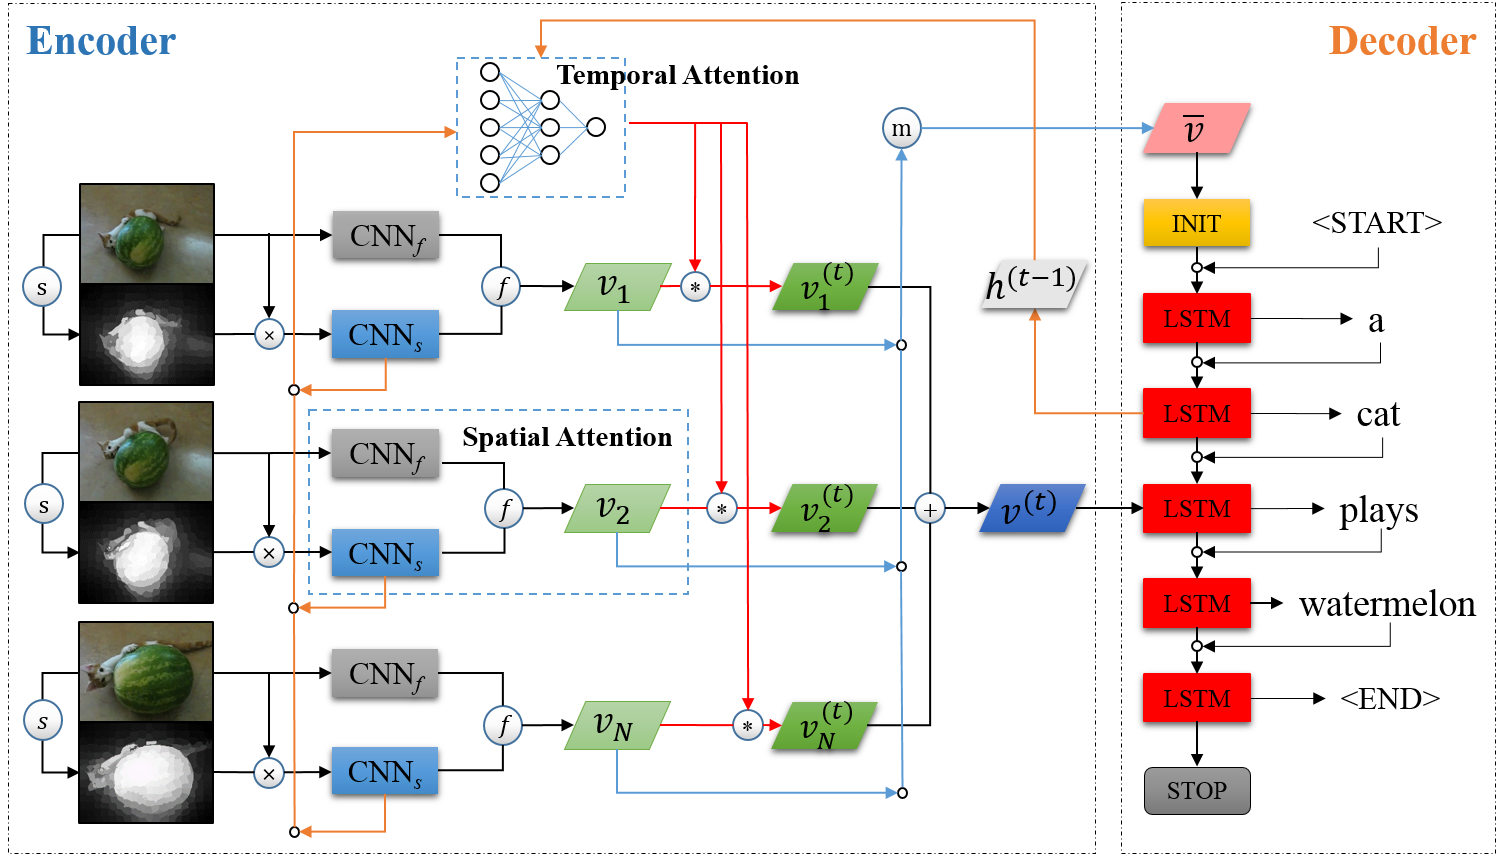 Encoder
Decoder
Temporal Attention
m
v̅
s
CNN_f
INIT
<START>
f
v_1
*
v_1^(t)
h^(t−1)
×
CNN_s
LSTM
a
LSTM
cat
Spatial Attention
s
CNN_f
f
v_2
*
v_2^(t)
+
v^(t)
LSTM
plays
×
CNN_s
LSTM
watermelon
s
CNN_f
f
v_N
*
v_N^(t)
LSTM
<END>
×
CNN_s
STOP